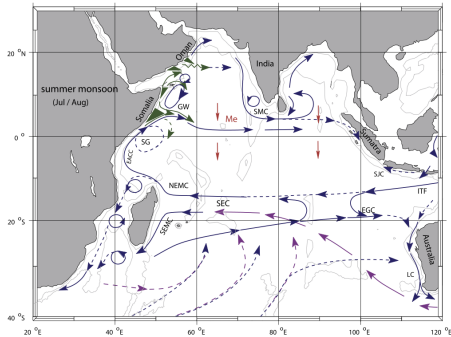 20 °N
Oman
India
summer monsoon
(Jul / Aug)
Somalia
GW
SMC
Me
Sumatra
0 °
SG
EACC
SJC
NEMC
ITF
SEC
EGC
20 °S
SEMC
Australia
LC
40 °S
20 °E
40 °E
60 °E
80 °E
100 °E
120 °E